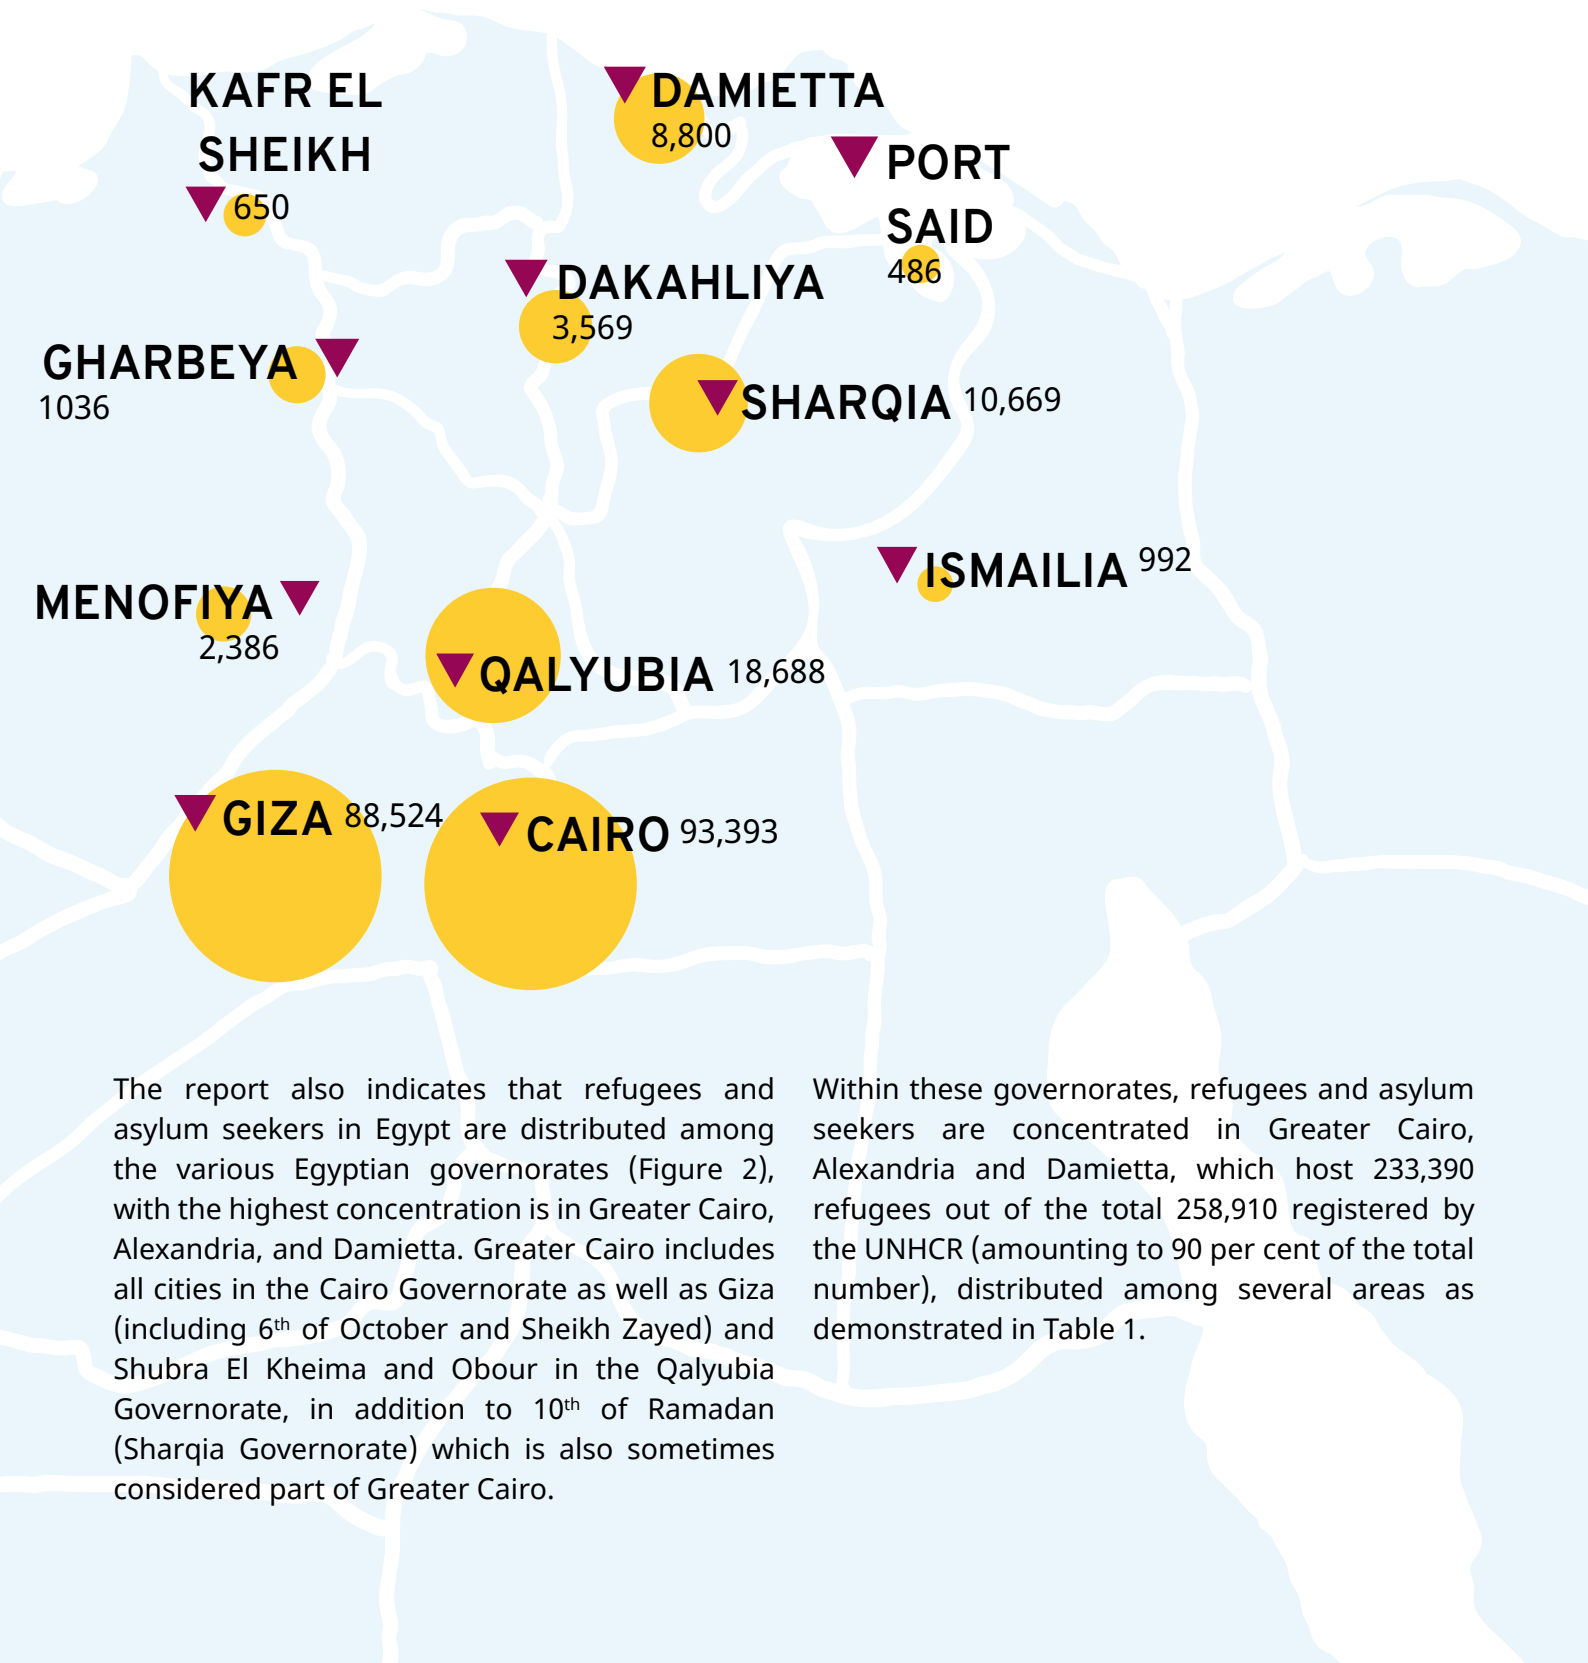 KAFR EL
SHEIKH
650
DAMIETTA
8,800
PORT
SAID
486
DAKAHLIYA
3,569
GHARBEYA
1036
SHARQIA 10,669
ISMAILIA 992
MENOFIYA
2,386
QALYUBIA 18,688
GIZA 88,524
CAIRO 93,393
The report also indicates that refugees and
asylum seekers in Egypt are distributed among
the various Egyptian governorates (Figure 2),
with the highest concentration is in Greater Cairo,
Alexandria, and Damietta. Greater Cairo includes
all cities in the Cairo Governorate as well as Giza
(including 6th of October and Sheikh Zayed) and
Shubra El Kheima and Obour in the Qalyubia
Governorate, in addition to 10th of Ramadan
(Sharqia Governorate) which is also sometimes
considered part of Greater Cairo.
Within these governorates, refugees and asylum
seekers are concentrated in Greater Cairo,
Alexandria and Damietta, which host 233,390
refugees out of the total 258,910 registered by
the UNHCR (amounting to 90 per cent of the total
number), distributed among several areas as
demonstrated in Table 1.